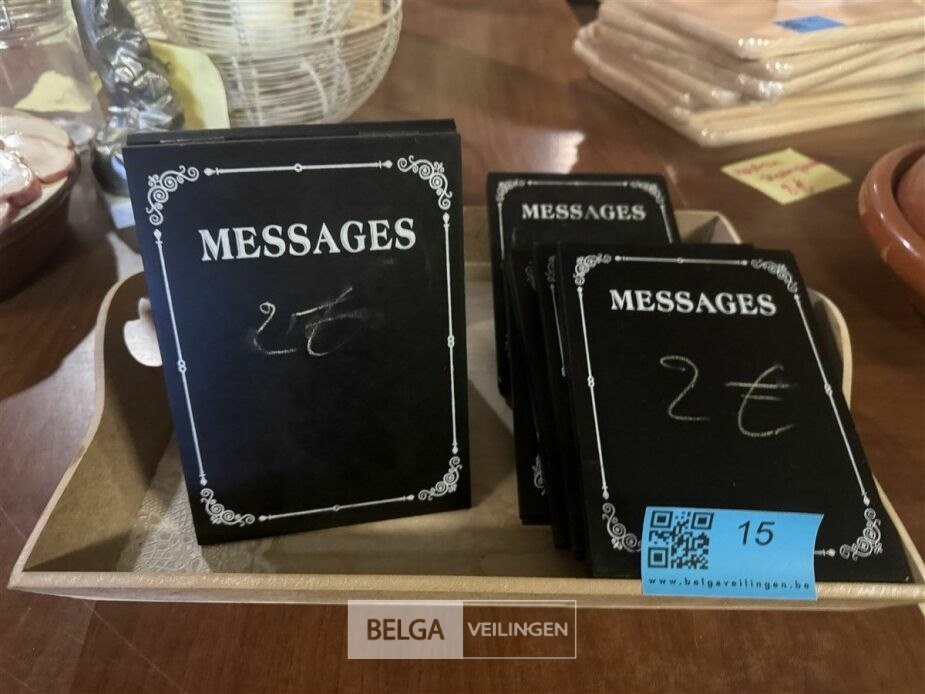 MESSAGES
2€
MESSAGES
MESSAGES
2 €
15
www.belgaveilingen.be
BELGA VEILINGEN